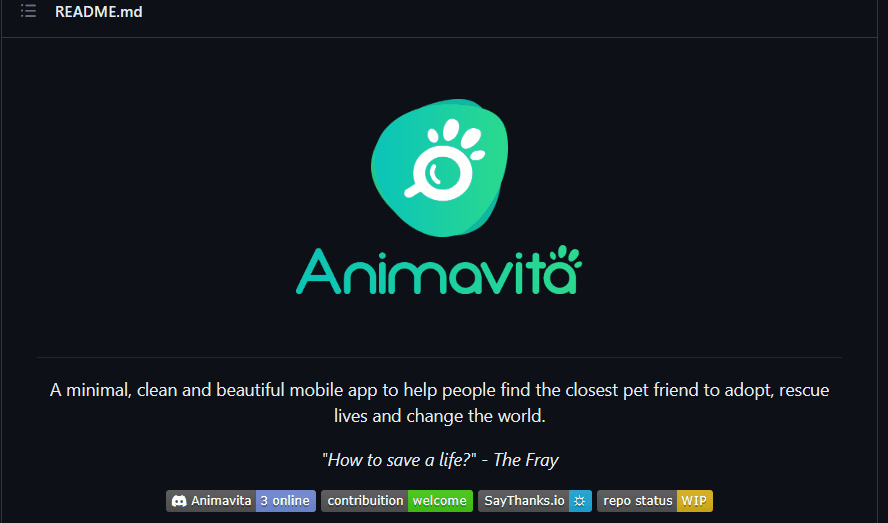 README.md
Animavita
A minimal, clean and beautiful mobile app to help people find the closest pet friend to adopt, rescue
lives and change the world.
"How to save a life?" - The Fray
Animavita 3 online contribuition welcome SayThanks.io repo status WIP